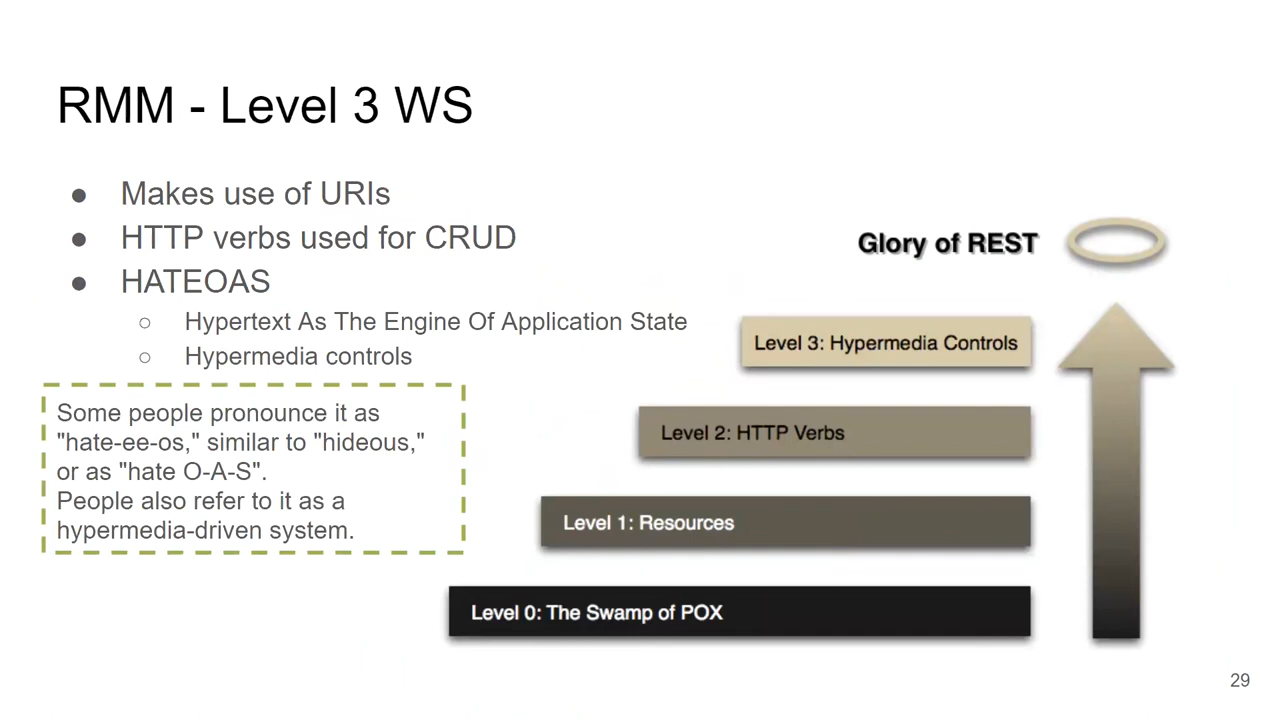 RMM - Level 3 WS
● Makes use of URIs
● HTTP verbs used for CRUD
● HATEOAS
○ Hypertext As The Engine Of Application State
○ Hypermedia controls
Some people pronounce it as
"hate-ee-os," similar to "hideous,"
or as "hate O-A-S".
People also refer to it as a
hypermedia-driven system.
Glory of REST
Level 3: Hypermedia Controls
Level 2: HTTP Verbs
Level 1: Resources
Level 0: The Swamp of POX
29